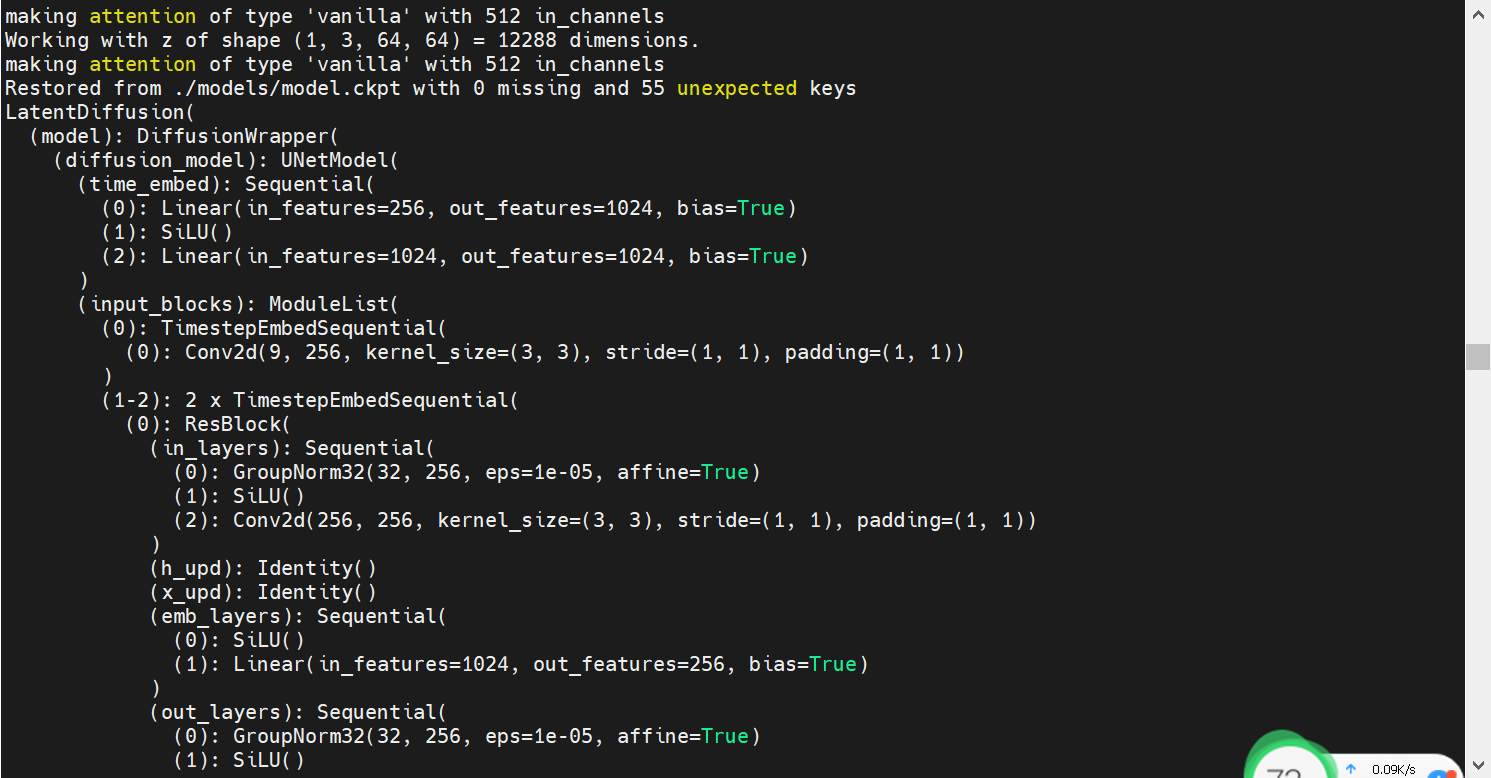 making attention of type 'vanilla' with 512 in_channels
Working with z of shape (1, 3, 64, 64) = 12288 dimensions.
making attention of type 'vanilla' with 512 in_channels
Restored from ./models/model.ckpt with 0 missing and 55 unexpected keys
LatentDiffusion(
  (model): DiffusionWrapper(
    (diffusion_model): UNetModel(
      (time_embed): Sequential(
        (0): Linear(in_features=256, out_features=1024, bias=True)
        (1): SiLU()
        (2): Linear(in_features=1024, out_features=1024, bias=True)
      )
      (input_blocks): ModuleList(
        (0): TimestepEmbedSequential(
          (0): Conv2d(9, 256, kernel_size=(3, 3), stride=(1, 1), padding=(1, 1))
        )
        (1-2): 2 x TimestepEmbedSequential(
          (0): ResBlock(
            (in_layers): Sequential(
              (0): GroupNorm32(32, 256, eps=1e-05, affine=True)
              (1): SiLU()
              (2): Conv2d(256, 256, kernel_size=(3, 3), stride=(1, 1), padding=(1, 1))
            )
            (h_upd): Identity()
            (x_upd): Identity()
            (emb_layers): Sequential(
              (0): SiLU()
              (1): Linear(in_features=1024, out_features=256, bias=True)
            )
            (out_layers): Sequential(
              (0): GroupNorm32(32, 256, eps=1e-05, affine=True)
              (1): SiLU()
0.09K/s